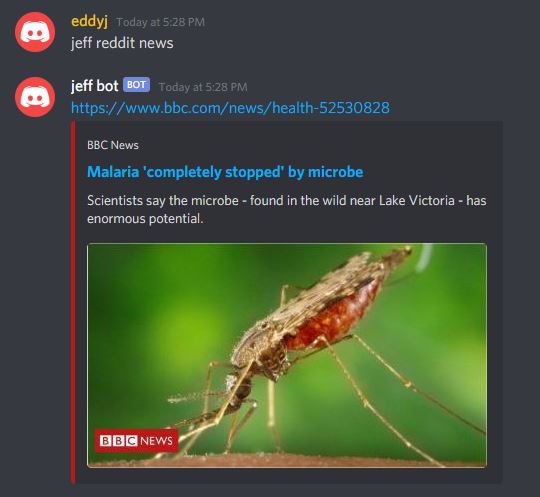 eddyj Today at 5:28 PM
jeff reddit news
jeff bot BOT Today at 5:28 PM
https://www.bbc.com/news/health-52530828
BBC News
Malaria 'completely stopped' by microbe
Scientists say the microbe - found in the wild near Lake Victoria - has
enormous potential.
BBC NEWS